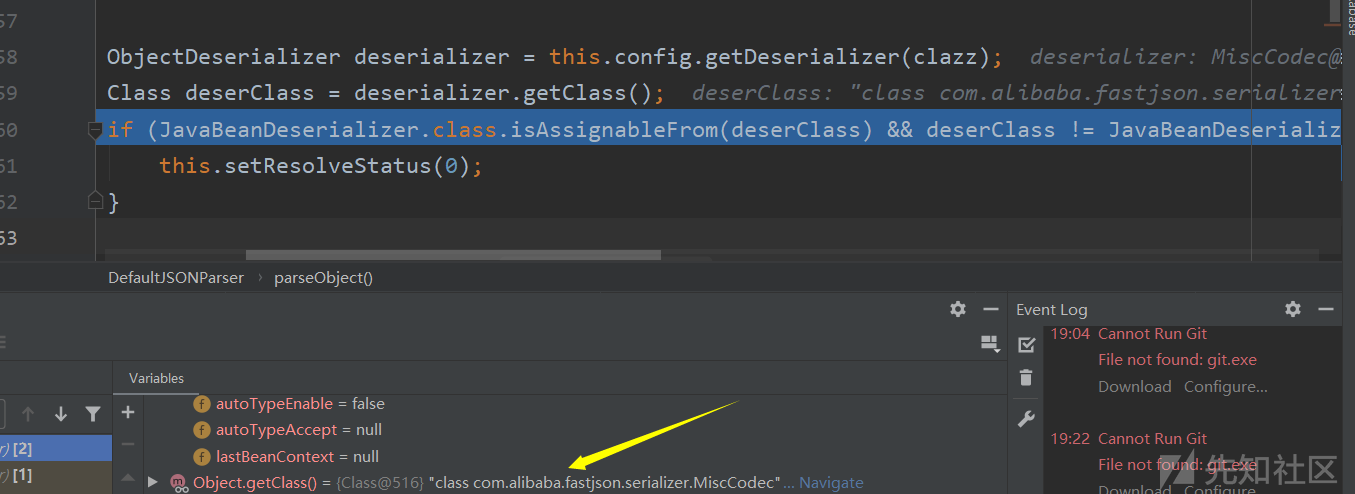 57
58 ObjectDeserializer deserializer = this.config.getDeserializer(clazz); deserializer: MiscCodec@
59 Class deserClass = deserializer.getClass(); deserClass: "class com.alibaba.fastjson.serializer
60 if (JavaBeanDeserializer.class.isAssignableFrom(deserClass) && deserClass != JavaBeanDeserializ
61 this.setResolveStatus(0);
62 }
63
DefaultJSONParser › parseObject()
Event Log
19:04 Cannot Run Git
File not found: git.exe
Download Configure...
Variables
autoTypeEnable = false
autoTypeAccept = null
lastBeanContext = null
Object.getClass() = {Class@516} "class com.alibaba.fastjson.serializer.MiscCodec"... Navigate
[2]
[1]
19:22 Cannot Run Git
File not found: git.exe
Download Configure...
先知社区